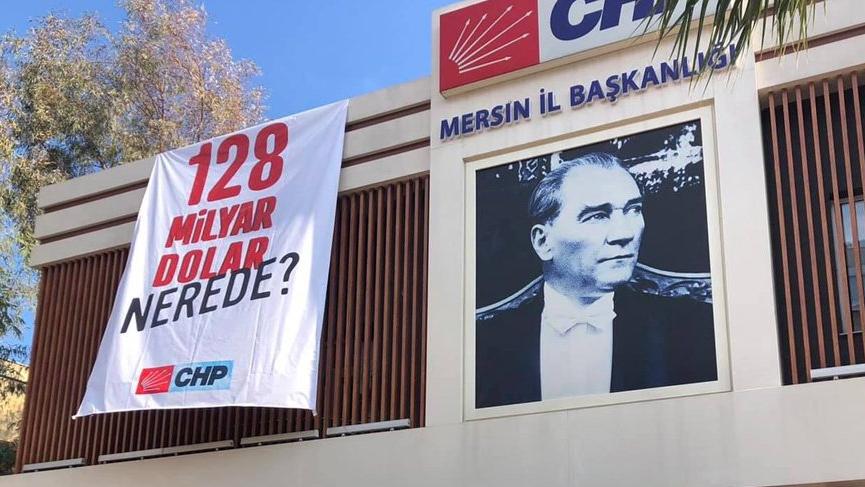 CHP
MERSİN İL BAŞKANLIĞI
128
MİLYAR
DOLAR
NEREDE?
CHP